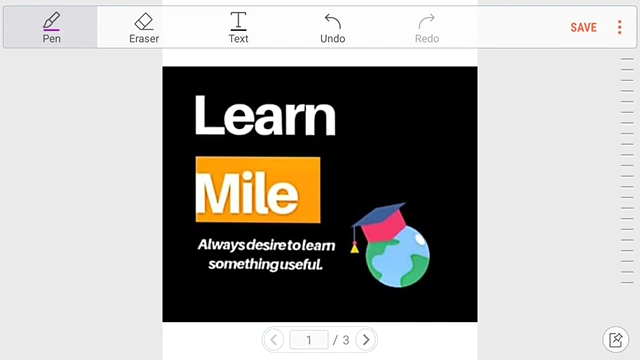 Pen Eraser Text Undo Redo SAVE
Learn
Mile
Always desire to learn
something useful.
1 / 3